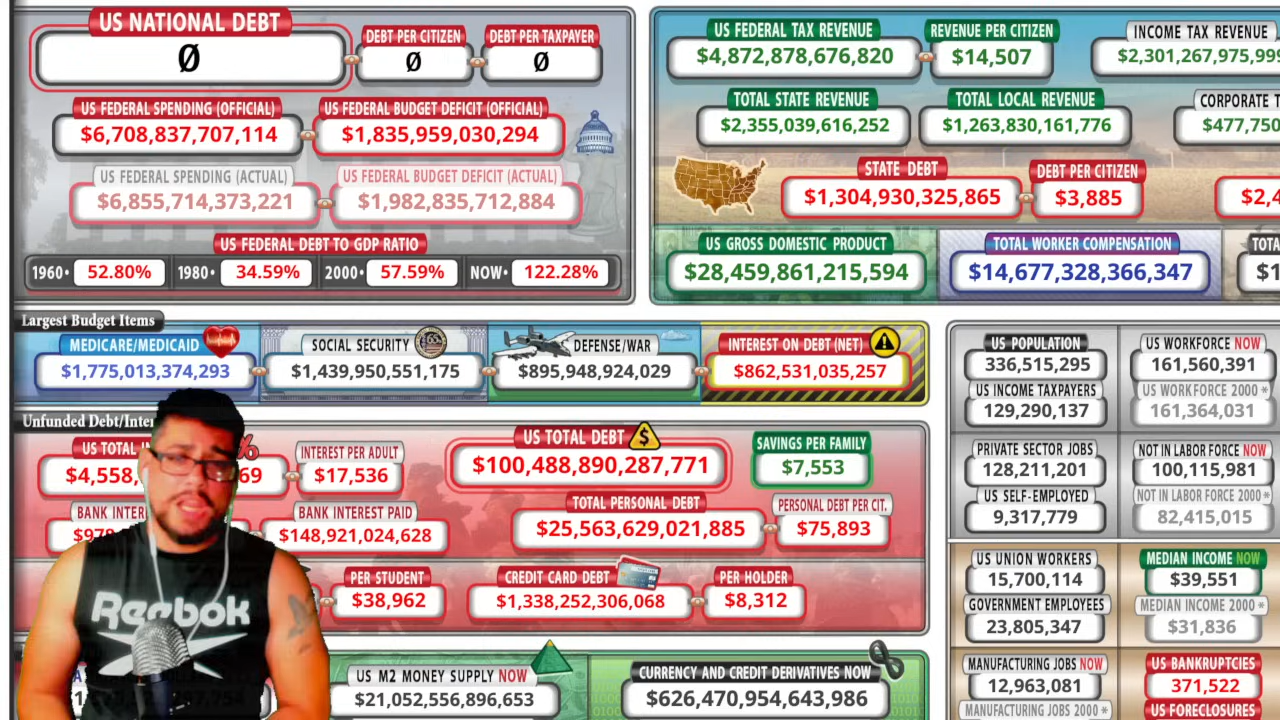 US NATIONAL DEBT
Ø
DEBT PER CITIZEN
Ø
DEBT PER TAXPAYER
Ø
US FEDERAL SPENDING (OFFICIAL)
$6,708,837,707,114
US FEDERAL BUDGET DEFICIT (OFFICIAL)
$1,835,959,030,294
US FEDERAL SPENDING (ACTUAL)
$6,855,714,373,221
US FEDERAL BUDGET DEFICIT (ACTUAL)
$1,982,835,712,884
US FEDERAL DEBT TO GDP RATIO
1960• 52.80% 1980• 34.59% 2000• 57.59% NOW• 122.28%
US FEDERAL TAX REVENUE
$4,872,878,676,820
REVENUE PER CITIZEN
$14,507
INCOME TAX REVENUE
$2,301,267,975,999
TOTAL STATE REVENUE
$2,355,039,616,252
TOTAL LOCAL REVENUE
$1,263,830,161,776
CORPORATE T
$477,750
STATE DEBT
$1,304,930,325,865
DEBT PER CITIZEN
$3,885
$2,4
US GROSS DOMESTIC PRODUCT
$28,459,861,215,594
TOTAL WORKER COMPENSATION
$14,677,328,366,347
TOTA
$1
Largest Budget Items
MEDICARE/MEDICAID
$1,775,013,374,293
SOCIAL SECURITY
$1,439,950,551,175
DEFENSE/WAR
$895,948,924,029
INTEREST ON DEBT (NET)
$862,531,035,257
Unfunded Debt/Inter
US TOTAL IN %
$4,558, 69
INTEREST PER ADULT
$17,536
US TOTAL DEBT
$100,488,890,287,771
SAVINGS PER FAMILY
$7,553
BANK INTER
$979
BANK INTEREST PAID
$148,921,024,628
TOTAL PERSONAL DEBT
$25,563,629,021,885
PERSONAL DEBT PER CIT.
$75,893
PER STUDENT
$38,962
CREDIT CARD DEBT
$1,338,252,306,068
PER HOLDER
$8,312
Reebok
US M2 MONEY SUPPLY NOW
$21,052,556,896,653
CURRENCY AND CREDIT DERIVATIVES NOW
$626,470,954,643,986
US POPULATION
336,515,295
US WORKFORCE NOW
161,560,391
US INCOME TAXPAYERS
129,290,137
US WORKFORCE 2000 *
161,364,031
PRIVATE SECTOR JOBS
128,211,201
NOT IN LABOR FORCE NOW
100,115,981
US SELF-EMPLOYED
9,317,779
NOT IN LABOR FORCE 2000 *
82,415,015
US UNION WORKERS
15,700,114
MEDIAN INCOME NOW
$39,551
GOVERNMENT EMPLOYEES
23,805,347
MEDIAN INCOME 2000 *
$31,836
MANUFACTURING JOBS NOW
12,963,081
US BANKRUPTCIES
371,522
MANUFACTURING JOBS 2000 *
US FORECLOSURES